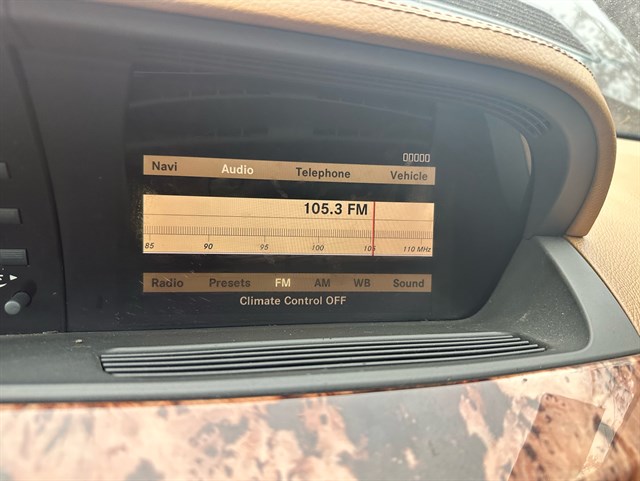 00000
Navi Audio Telephone Vehicle
105.3 FM
85 90 95 100 105 110 MHz
Radio Presets FM AM WB Sound
Climate Control OFF